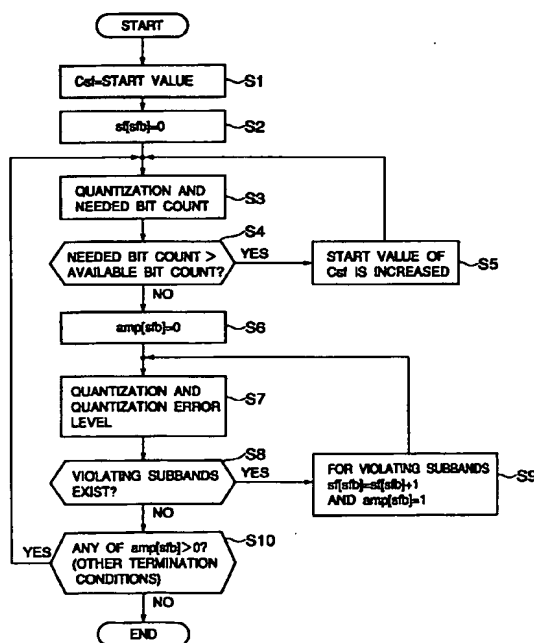 START
Csf=START VALUE
S1
sf[sfb]=0
S2
QUANTIZATION AND
NEEDED BIT COUNT
S3
S4
NEEDED BIT COUNT >
AVAILABLE BIT COUNT?
YES
START VALUE OF
Csf IS INCREASED
S5
NO
amp[sfb]=0
S6
QUANTIZATION AND
QUANTIZATION ERROR
LEVEL
S7
S8
VIOLATING SUBBANDS
EXIST?
YES
FOR VIOLATING SUBBANDS
sf[sfb]=sf[sfb]+1
AND amp[sfb]=1
S9
NO
S10
YES
ANY OF amp[sfb]>0?
(OTHER TERMINATION
CONDITIONS)
NO
END